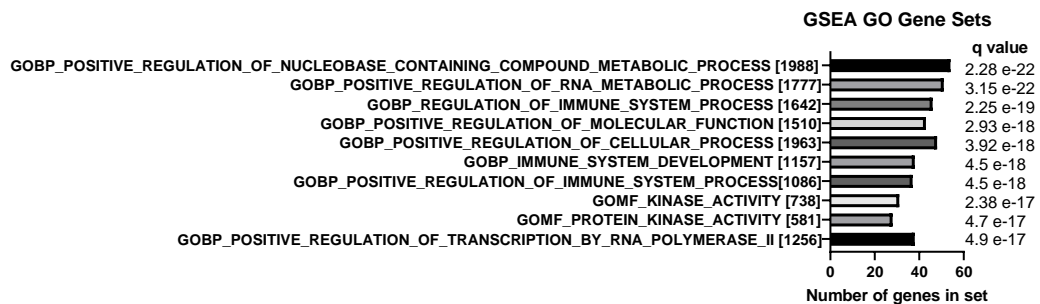 GSEA GO Gene Sets
q value
GOBP_POSITIVE_REGULATION_OF_NUCLEOBASE_CONTAINING_COMPOUND_METABOLIC_PROCESS [1988] 2.28 e-22
GOBP_POSITIVE_REGULATION_OF_RNA_METABOLIC_PROCESS [1777] 3.15 e-22
GOBP_REGULATION_OF_IMMUNE_SYSTEM_PROCESS [1642] 2.25 e-19
GOBP_POSITIVE_REGULATION_OF_MOLECULAR_FUNCTION [1510] 2.93 e-18
GOBP_POSITIVE_REGULATION_OF_CELLULAR_PROCESS [1963] 3.92 e-18
GOBP_IMMUNE_SYSTEM_DEVELOPMENT [1157] 4.5 e-18
GOBP_POSITIVE_REGULATION_OF_IMMUNE_SYSTEM_PROCESS[1086] 4.5 e-18
GOMF_KINASE_ACTIVITY [738] 2.38 e-17
GOMF_PROTEIN_KINASE_ACTIVITY [581] 4.7 e-17
GOBP_POSITIVE_REGULATION_OF_TRANSCRIPTION_BY_RNA_POLYMERASE_II [1256] 4.9 e-17
0 20 40 60
Number of genes in set